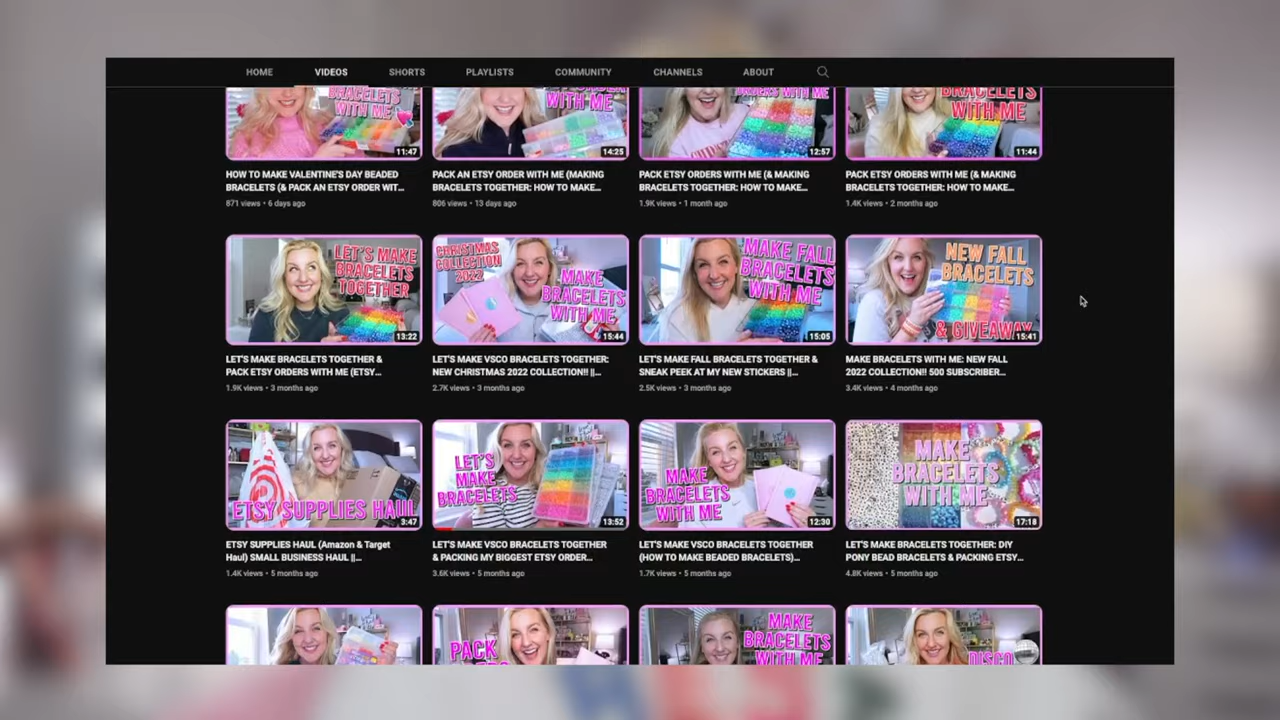 HOME VIDEOS SHORTS PLAYLISTS COMMUNITY CHANNELS ABOUT
BRACELETS
WITH ME
11:47
WITH ME
14:25
12:57
WITH ME
11:44
HOW TO MAKE VALENTINE'S DAY BEADED
BRACELETS (& PACK AN ETSY ORDER WIT...
871 views • 6 days ago
PACK AN ETSY ORDER WITH ME (MAKING
BRACELETS TOGETHER: HOW TO MAKE...
806 views • 13 days ago
PACK ETSY ORDERS WITH ME (& MAKING
BRACELETS TOGETHER: HOW TO MAKE...
1.9K views • 1 month ago
PACK ETSY ORDERS WITH ME (& MAKING
BRACELETS TOGETHER: HOW TO MAKE...
1.4K views • 2 months ago
LET'S MAKE
BRACELETS
TOGETHER
13:22
CHRISTMAS
COLLECTION
2022
MAKE
BRACELETS
WITH ME
15:44
MAKE FALL
BRACELETS
WITH ME
15:05
NEW FALL
BRACELETS
& GIVEAWAY
15:41
LET'S MAKE BRACELETS TOGETHER &
PACK ETSY ORDERS WITH ME (ETSY...
1.9K views • 3 months ago
LET'S MAKE VSCO BRACELETS TOGETHER:
NEW CHRISTMAS 2022 COLLECTION!! ||...
2.7K views • 3 months ago
LET'S MAKE FALL BRACELETS TOGETHER &
SNEAK PEEK AT MY NEW STICKERS ||...
2.5K views • 3 months ago
MAKE BRACELETS WITH ME: NEW FALL
2022 COLLECTION!! 500 SUBSCRIBER...
3.4K views • 4 months ago
ETSY SUPPLIES HAUL
3:47
LET'S
MAKE
BRACELETS
13:52
MAKE
BRACELETS
WITH ME
12:30
MAKE
BRACELETS
WITH ME
17:18
ETSY SUPPLIES HAUL (Amazon & Target
Haul) SMALL BUSINESS HAUL ||...
1.4K views • 5 months ago
LET'S MAKE VSCO BRACELETS TOGETHER
& PACKING MY BIGGEST ETSY ORDER...
3.6K views • 5 months ago
LET'S MAKE VSCO BRACELETS TOGETHER
(HOW TO MAKE BEADED BRACELETS)...
1.7K views • 5 months ago
LET'S MAKE BRACELETS TOGETHER: DIY
PONY BEAD BRACELETS & PACKING ETSY...
4.8K views • 5 months ago
PACK
MAKE
BRACELETS
WITH ME
DISCO